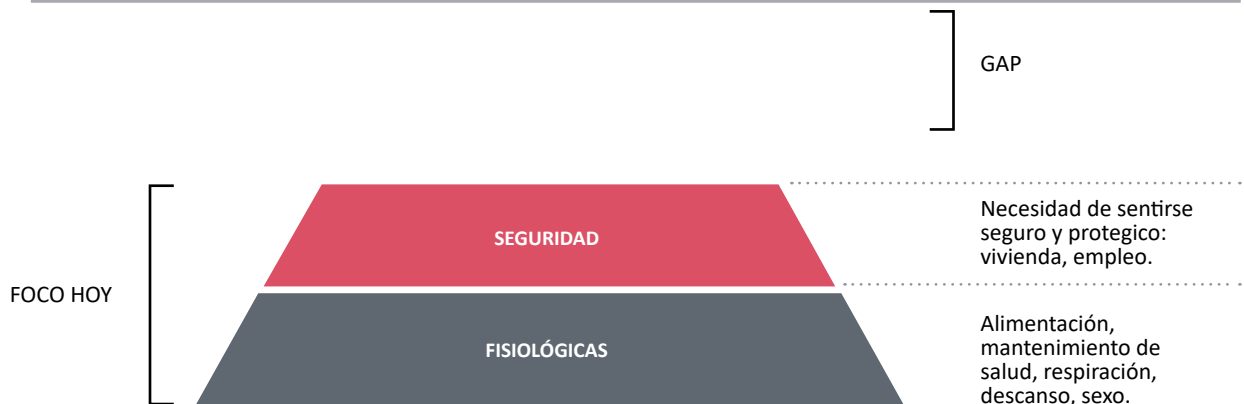 GAP
SEGURIDAD
Necesidad de sentirse
seguro y protegico:
vivienda, empleo.
FOCO HOY
FISIOLÓGICAS
Alimentación,
mantenimiento de
salud, respiración,
descanso, sexo.